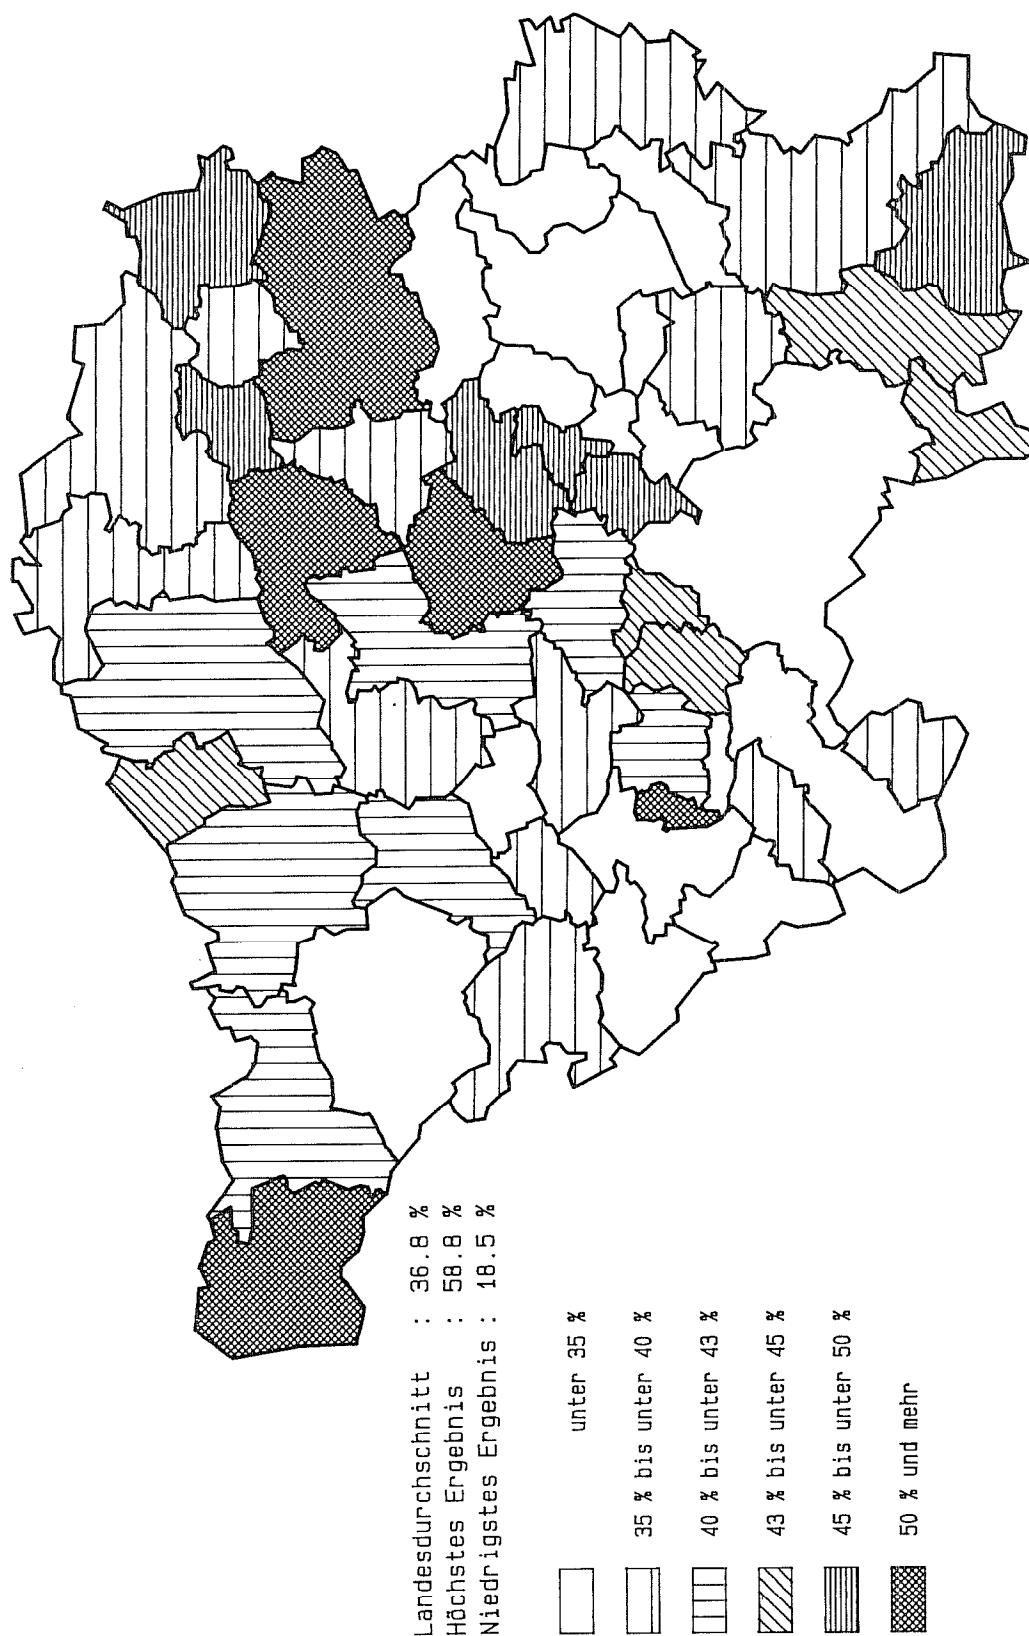 Landesdurchschnitt : 36.8 %
Höchstes Ergebnis : 58.8 %
Niedrigstes Ergebnis : 18.5 %
unter 35 %
35 % bis unter 40 %
40 % bis unter 43 %
43 % bis unter 45 %
45 % bis unter 50 %
50 % und mehr